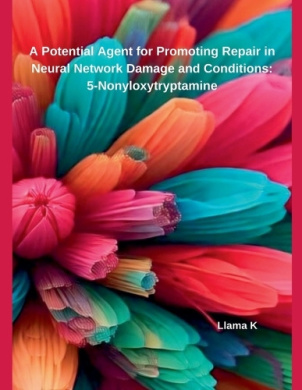 A Potential Agent for Promoting Repair in
Neural Network Damage and Conditions:
5-Nonyloxytryptamine
Llama K